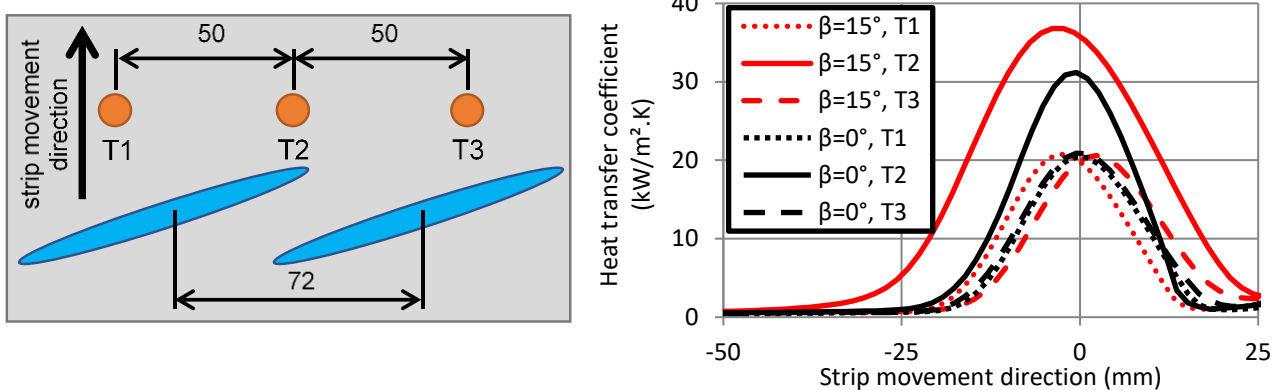 strip movement
direction
50
50
T1
T2
T3
72
Heat transfer coefficient
(kW/m².K)
40
30
20
10
0
β=15°, T1
β=15°, T2
β=15°, T3
β=0°, T1
β=0°, T2
β=0°, T3
-50
-25
0
25
Strip movement direction (mm)